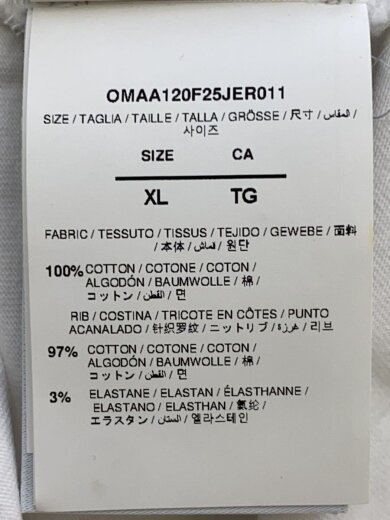 OMAA120F25JER011
SIZE / TAGLIA / TAILLE / TALLA / GRÖSSE / 尺寸 / المقاس /
사이즈
SIZE CA
XL TG
FABRIC / TESSUTO / TISSUS / TEJIDO / GEWEBE / 面料
/ 本体 / قماش / 원단
100% COTTON / COTONE / COTON /
ALGODÓN / BAUMWOLLE / 棉 /
コットン / القطن / 면
RIB / COSTINA / TRICOTE EN CÔTES / PUNTO
ACANALADO / 针织罗纹 / ニットリブ / غرزة / 리브
97% COTTON / COTONE / COTON /
ALGODÓN / BAUMWOLLE / 棉 /
コットン / القطن / 면
3% ELASTANE / ELASTAN / ÉLASTHANNE /
ELASTANO / ELASTHAN / 氨纶 /
エラスタン / الستان / 엘라스테인